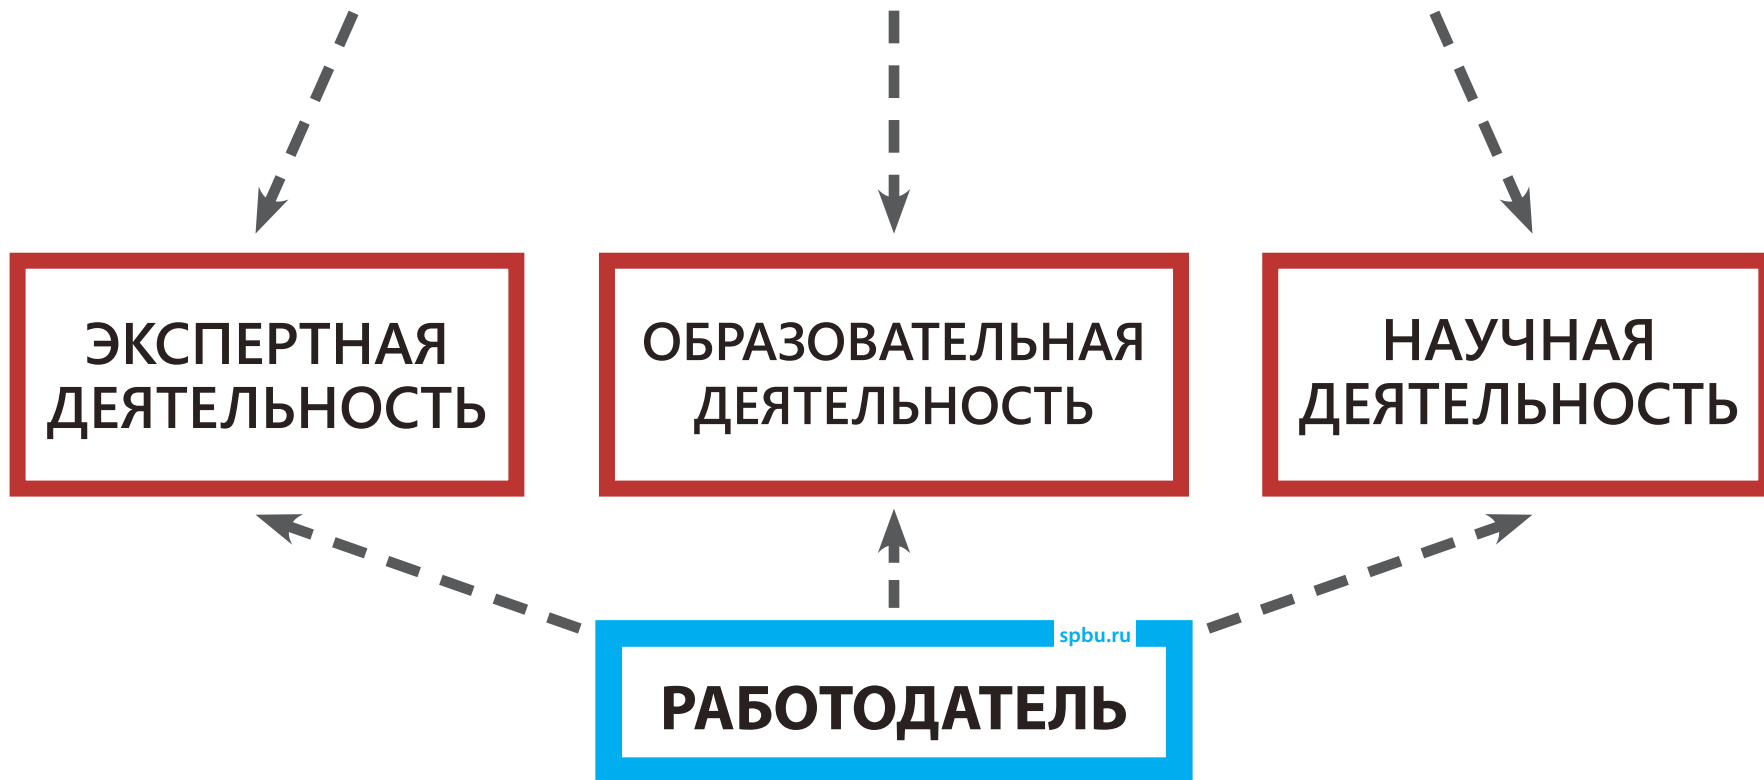 ЭКСПЕРТНАЯ
ДЕЯТЕЛЬНОСТЬ
ОБРАЗОВАТЕЛЬНАЯ
ДЕЯТЕЛЬНОСТЬ
НАУЧНАЯ
ДЕЯТЕЛЬНОСТЬ
spbu.ru
РАБОТОДАТЕЛЬ